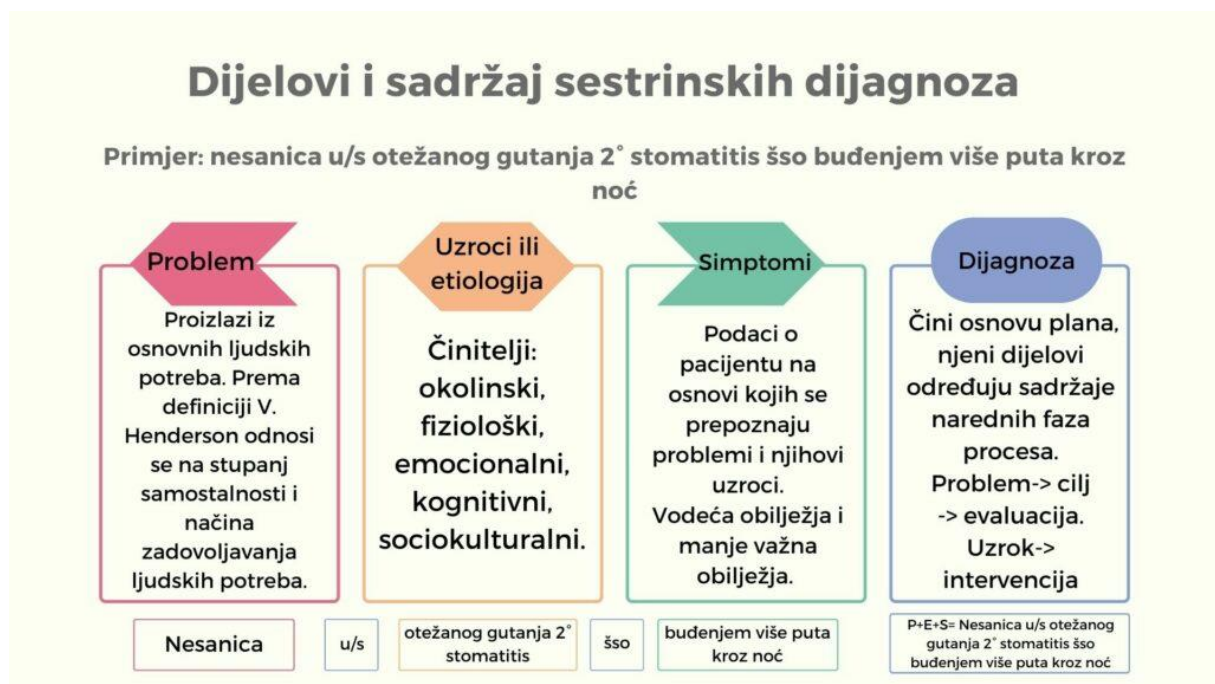 Dijelovi i sadržaj sestrinskih dijagnoza
Primjer: nesanica u/s otežanog gutanja 2° stomatitis šso buđenjem više puta kroz
noć
Problem
Proizlazi iz
osnovnih ljudskih
potreba. Prema
definiciji V.
Henderson odnosi
se na stupanj
samostalnosti i
načina
zadovoljavanja
ljudskih potreba.
Uzroci ili
etiologija
Činitelji:
okolinski,
fiziološki,
emocionalni,
kognitivni,
sociokulturalni.
Simptomi
Podaci o
pacijentu na
osnovi kojih se
prepoznaju
problemi i njihovi
uzroci.
Vodeća obilježja i
manje važna
obilježja.
Dijagnoza
Čini osnovu plana,
njeni dijelovi
određuju sadržaje
narednih faza
procesa.
Problem-> cilj
-> evaluacija.
Uzrok->
intervencija
Nesanica
u/s
otežanog gutanja 2°
stomatitis
šso
buđenjem više puta
kroz noć
P+E+S= Nesanica u/s otežanog
gutanja 2° stomatitis šso
buđenjem više puta kroz noć